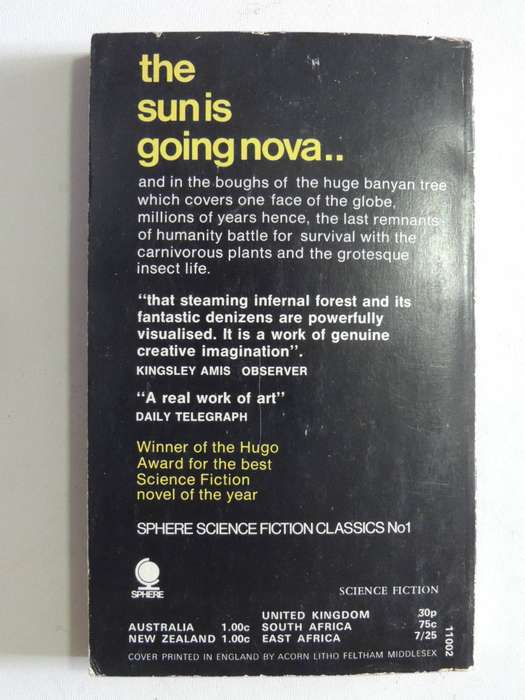 the
sun is
going nova..
and in the boughs of the huge banyan tree
which covers one face of the globe,
millions of years hence, the last remnants
of humanity battle for survival with the
carnivorous plants and the grotesque
insect life.
"that steaming infernal forest and its
fantastic denizens are powerfully
visualised. It is a work of genuine
creative imagination".
KINGSLEY AMIS OBSERVER
"A real work of art"
DAILY TELEGRAPH
Winner of the Hugo
Award for the best
Science Fiction
novel of the year
SPHERE SCIENCE FICTION CLASSICS No1
SPHERE
SCIENCE FICTION
UNITED KINGDOM 30p
AUSTRALIA 1.00c SOUTH AFRICA 75c
NEW ZEALAND 1.00c EAST AFRICA 7/25
11002
COVER PRINTED IN ENGLAND BY ACORN LITHO FELTHAM MIDDLESEX